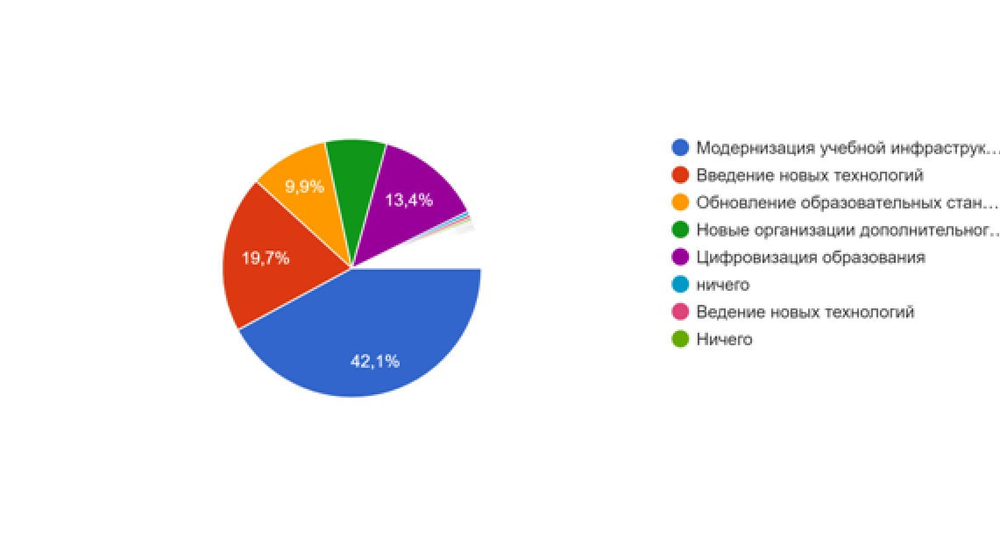 9,9%
13,4%
19,7%
42,1%
Модернизация учебной инфраструк...
Введение новых технологий
Обновление образовательных стан...
Новые организации дополнительног...
Цифровизация образования
ничего
Ведение новых технологий
Ничего